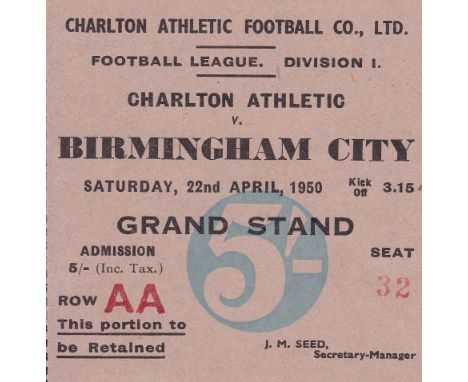 CHARLTON ATHLETIC FOOTBALL CO., LTD.
FOOTBALL LEAGUE. DIVISION I.
CHARLTON ATHLETIC
v.
BIRMINGHAM CITY
SATURDAY, 22nd APRIL, 1950 Kick Off 3.15
GRAND STAND
ADMISSION
5/- (Inc. Tax.)
5/-
SEAT
32
ROW AA
This portion to
be Retained
J. M. SEED,
Secretary-Manager